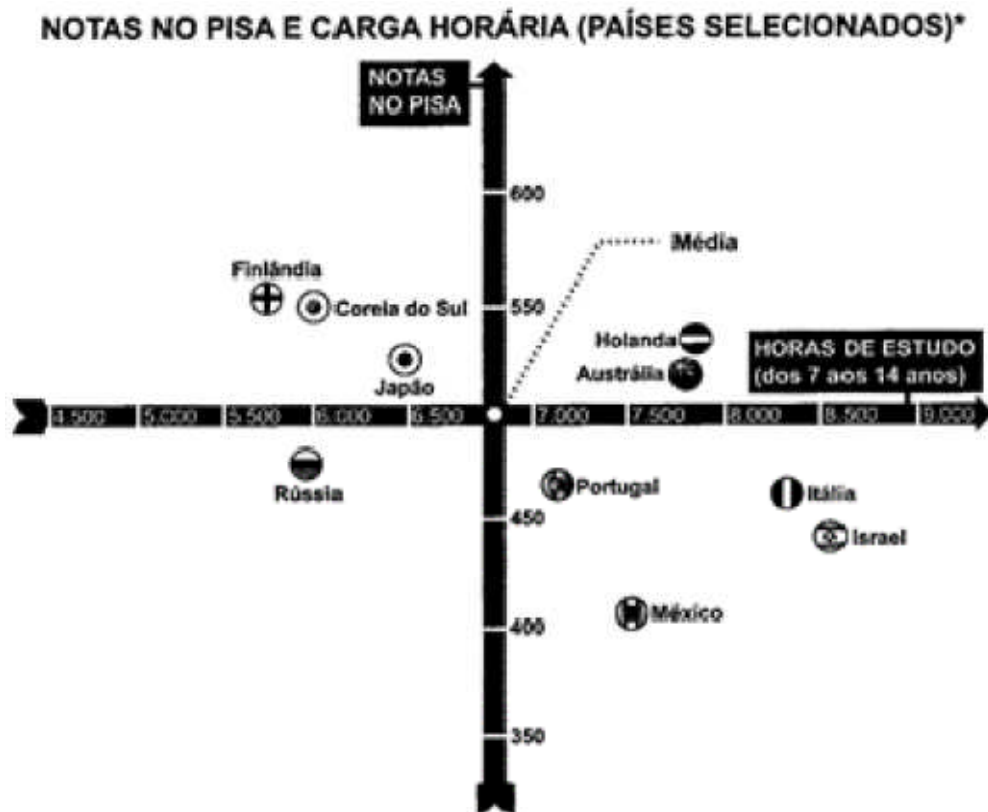 NOTAS NO PISA E CARGA HORÁRIA (PAÍSES SELECIONADOS)*
NOTAS
NO PISA
600
Média
Finlândia
550
Coreia do Sul
Holanda
HORAS DE ESTUDO
(dos 7 aos 14 anos)
Austrália
Japão
4.500 5.000 5.500 6.000 6.500 7.000 7.500 8.000 8.500 9.000
Rússia
Portugal
Itália
450
Israel
México
400
350